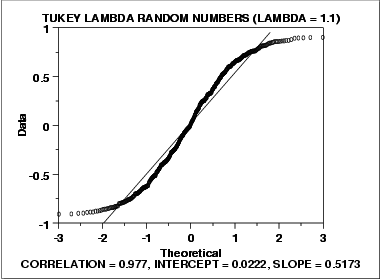 TUKEY LAMBDA RANDOM NUMBERS (LAMBDA = 1.1)
1
0.5
0
-0.5
-1
Data
-3 -2 -1 0 1 2 3
Theoretical
CORRELATION = 0.977, INTERCEPT = 0.0222, SLOPE = 0.5173